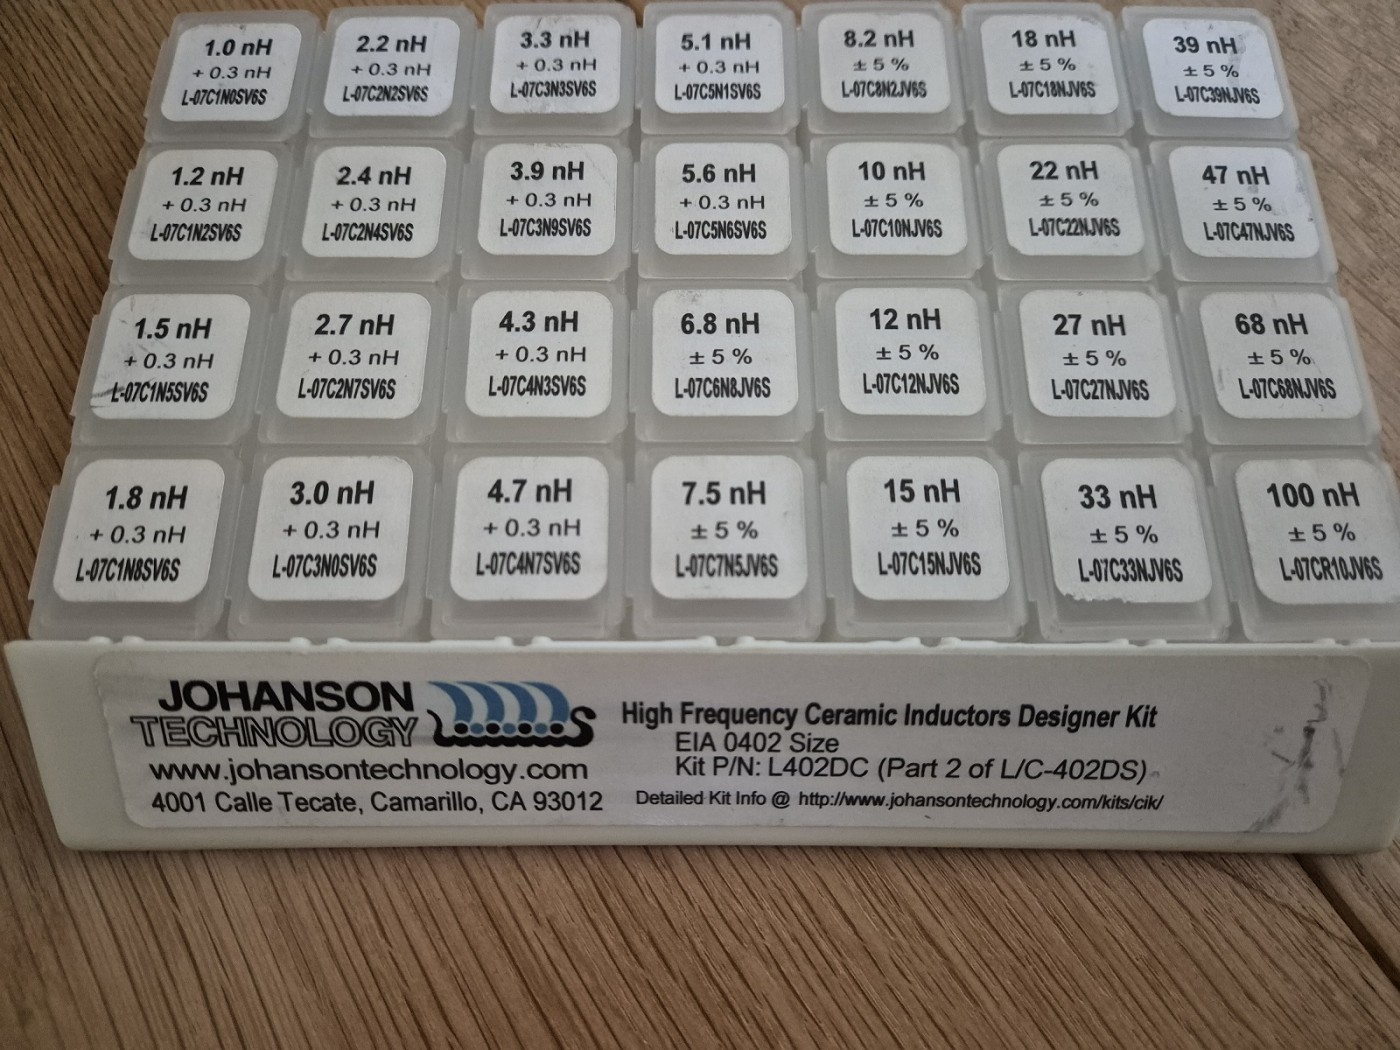 1.0 nH
+ 0.3 nH
L-07C1N0SV6S
2.2 nH
+ 0.3 nH
L-07C2N2SV6S
3.3 nH
+ 0.3 nH
L-07C3N3SV6S
5.1 nH
+ 0.3 nH
L-07C5N1SV6S
8.2 nH
± 5 %
L-07C8N2JV6S
18 nH
± 5 %
L-07C18NJV6S
39 nH
± 5 %
L-07C39NJV6S
1.2 nH
+ 0.3 nH
L-07C1N2SV6S
2.4 nH
+ 0.3 nH
L-07C2N4SV6S
3.9 nH
+ 0.3 nH
L-07C3N9SV6S
5.6 nH
+ 0.3 nH
L-07C5N6SV6S
10 nH
± 5 %
L-07C10NJV6S
22 nH
± 5 %
L-07C22NJV6S
47 nH
± 5 %
L-07C47NJV6S
1.5 nH
+ 0.3 nH
L-07C1N5SV6S
2.7 nH
+ 0.3 nH
L-07C2N7SV6S
4.3 nH
+ 0.3 nH
L-07C4N3SV6S
6.8 nH
± 5 %
L-07C6N8JV6S
12 nH
± 5 %
L-07C12NJV6S
27 nH
± 5 %
L-07C27NJV6S
68 nH
± 5 %
L-07C68NJV6S
1.8 nH
+ 0.3 nH
L-07C1N8SV6S
3.0 nH
+ 0.3 nH
L-07C3N0SV6S
4.7 nH
+ 0.3 nH
L-07C4N7SV6S
7.5 nH
± 5 %
L-07C7N5JV6S
15 nH
± 5 %
L-07C15NJV6S
33 nH
± 5 %
L-07C33NJV6S
100 nH
± 5 %
L-07CR10JV6S
JOHANSON
TECHNOLOGY
www.johansontechnology.com
4001 Calle Tecate, Camarillo, CA 93012
High Frequency Ceramic Inductors Designer Kit
EIA 0402 Size
Kit P/N: L402DC (Part 2 of L/C-402DS)
Detailed Kit Info @ http://www.johansontechnology.com/kits/cik/